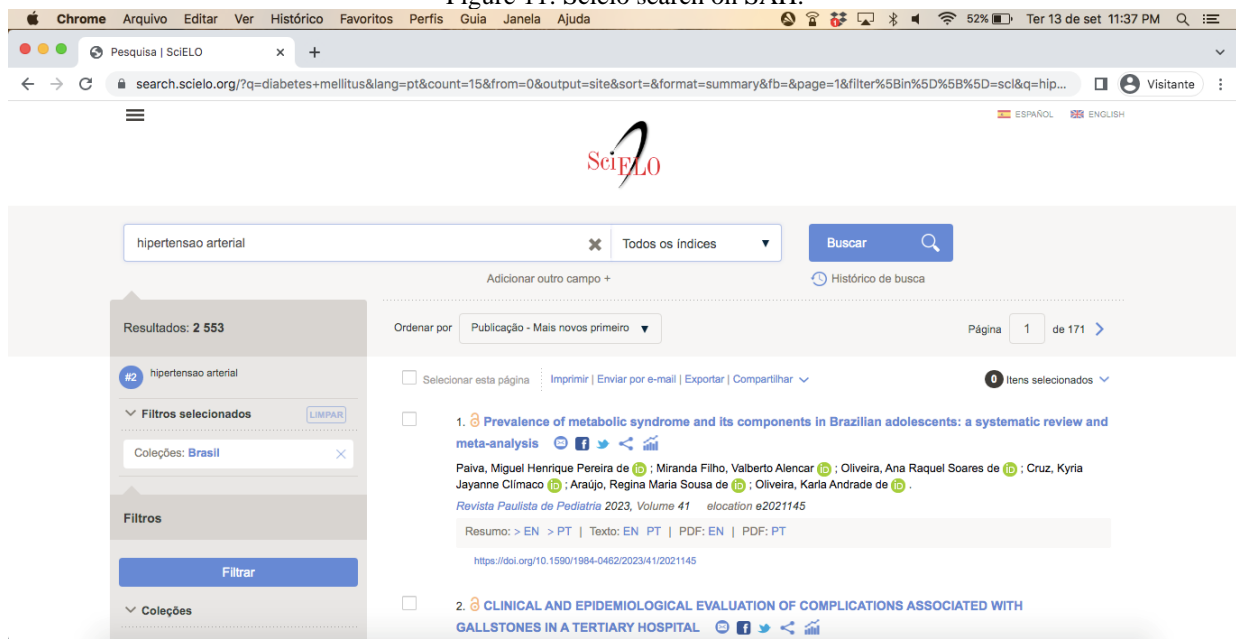 Figure 11: Scielo search on SAH.
Chrome Arquivo Editar Ver Histórico Favoritos Perfis Guia Janela Ajuda 52% Ter 13 de set 11:37 PM
Pesquisa | SciELO
search.scielo.org/?q=diabetes+mellitus&lang=pt&count=15&from=0&output=site&sort=&format=summary&fb=&page=1&filter%5Bin%5D%5B%5D=scl&q=hip... Visitante
ESPAÑOL ENGLISH
SciELO
hipertensao arterial Todos os índices Buscar
Adicionar outro campo + Histórico de busca
Resultados: 2 553 Ordenar por Publicação - Mais novos primeiro Página 1 de 171
#2 hipertensao arterial Selecionar esta página Imprimir | Enviar por e-mail | Exportar | Compartilhar 0 Itens selecionados
Filtros selecionados LIMPAR
Coleções: Brasil
Filtros
Filtrar
Coleções
1. Prevalence of metabolic syndrome and its components in Brazilian adolescents: a systematic review and
meta-analysis
Paiva, Miguel Henrique Pereira de iD ; Miranda Filho, Valberto Alencar iD ; Oliveira, Ana Raquel Soares de iD ; Cruz, Kyria
Jayanne Clímaco iD ; Araújo, Regina Maria Sousa de iD ; Oliveira, Karla Andrade de iD .
Revista Paulista de Pediatria 2023, Volume 41 elocation e2021145
Resumo: > EN > PT | Texto: EN PT | PDF: EN | PDF: PT
https://doi.org/10.1590/1984-0462/2023/41/2021145
2. CLINICAL AND EPIDEMIOLOGICAL EVALUATION OF COMPLICATIONS ASSOCIATED WITH
GALLSTONES IN A TERTIARY HOSPITAL